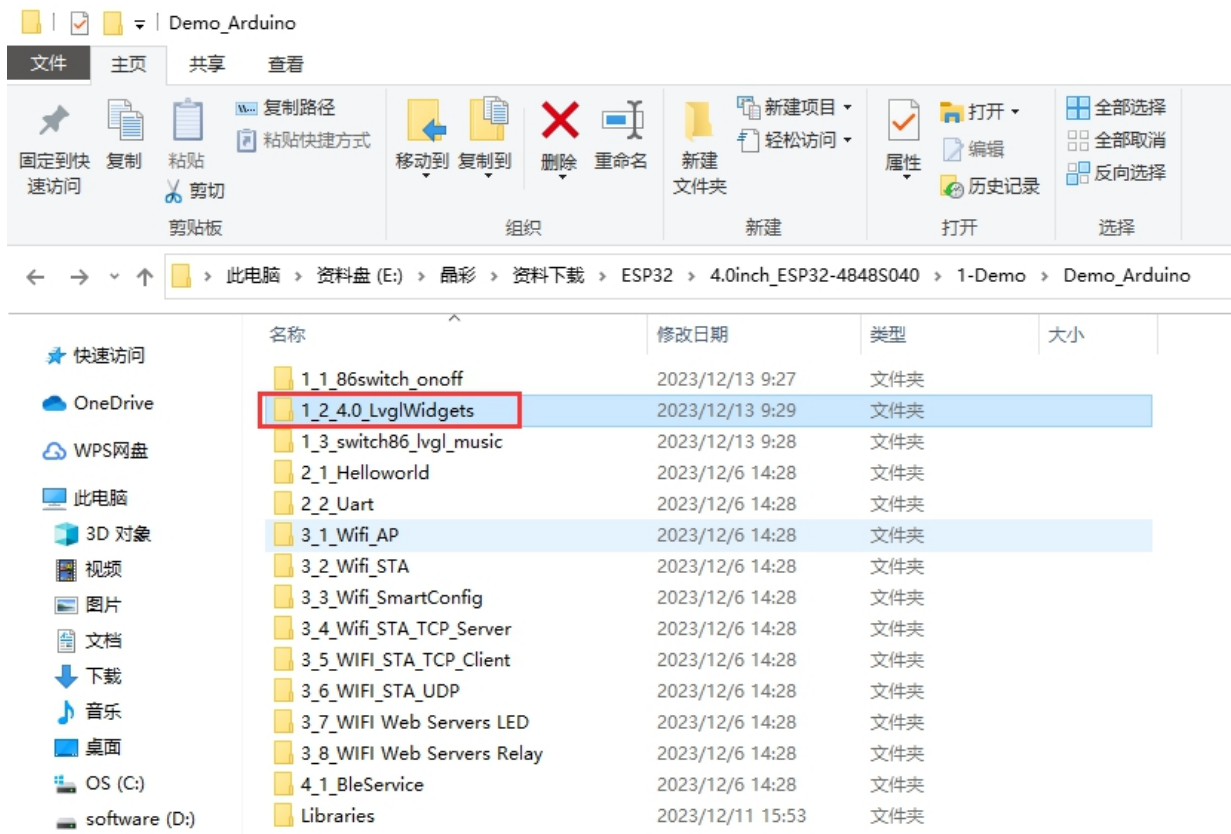 Demo_Arduino
文件 主页 共享 查看
固定到快速访问
复制
粘贴
复制路径
粘贴快捷方式
剪切
剪贴板
移动到
复制到
删除
重命名
组织
新建文件夹
新建项目
轻松访问
新建
属性
打开
编辑
历史记录
打开
全部选择
全部取消
反向选择
选择
此电脑 资料盘 (E:) 晶彩 资料下载 ESP32 4.0inch_ESP32-4848S040 1-Demo Demo_Arduino
快速访问
OneDrive
WPS网盘
此电脑
3D 对象
视频
图片
文档
下载
音乐
桌面
OS (C:)
software (D:)
名称 修改日期 类型 大小
1_1_86switch_onoff 2023/12/13 9:27 文件夹
1_2_4.0_LvglWidgets 2023/12/13 9:29 文件夹
1_3_switch86_lvgl_music 2023/12/13 9:28 文件夹
2_1_Helloworld 2023/12/6 14:28 文件夹
2_2_Uart 2023/12/6 14:28 文件夹
3_1_Wifi_AP 2023/12/6 14:28 文件夹
3_2_Wifi_STA 2023/12/6 14:28 文件夹
3_3_Wifi_SmartConfig 2023/12/6 14:28 文件夹
3_4_Wifi_STA_TCP_Server 2023/12/6 14:28 文件夹
3_5_WIFI_STA_TCP_Client 2023/12/6 14:28 文件夹
3_6_WIFI_STA_UDP 2023/12/6 14:28 文件夹
3_7_WIFI Web Servers LED 2023/12/6 14:28 文件夹
3_8_WIFI Web Servers Relay 2023/12/6 14:28 文件夹
4_1_BleService 2023/12/6 14:28 文件夹
Libraries 2023/12/11 15:53 文件夹